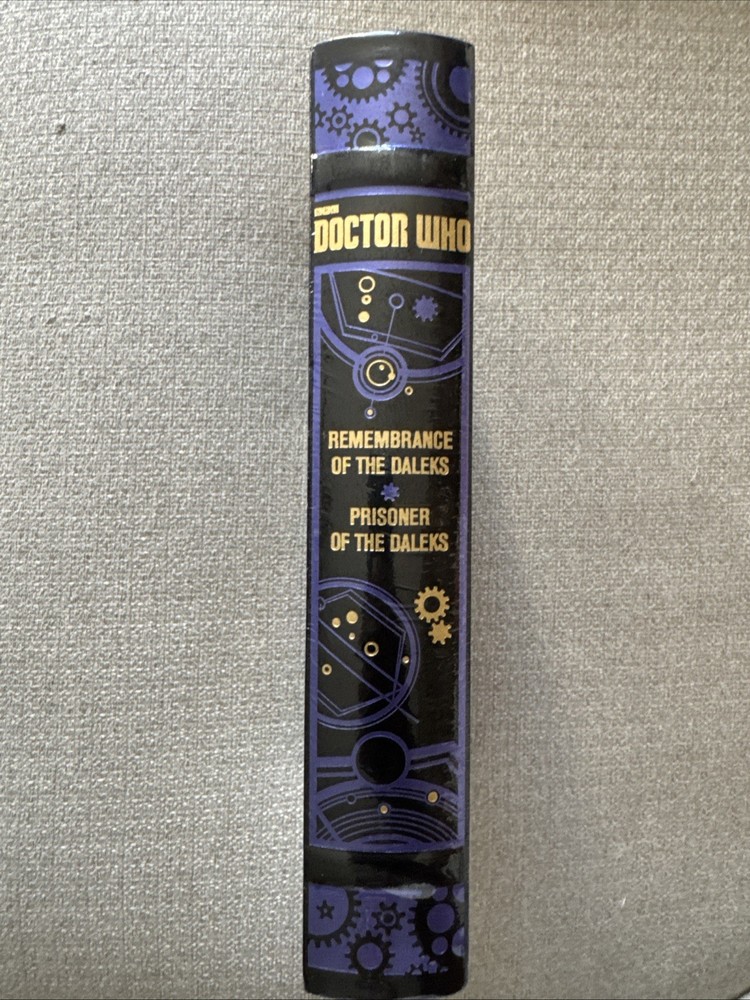 DOCTOR WHO
REMEMBRANCE
OF THE DALEKS
PRISONER
OF THE DALEKS